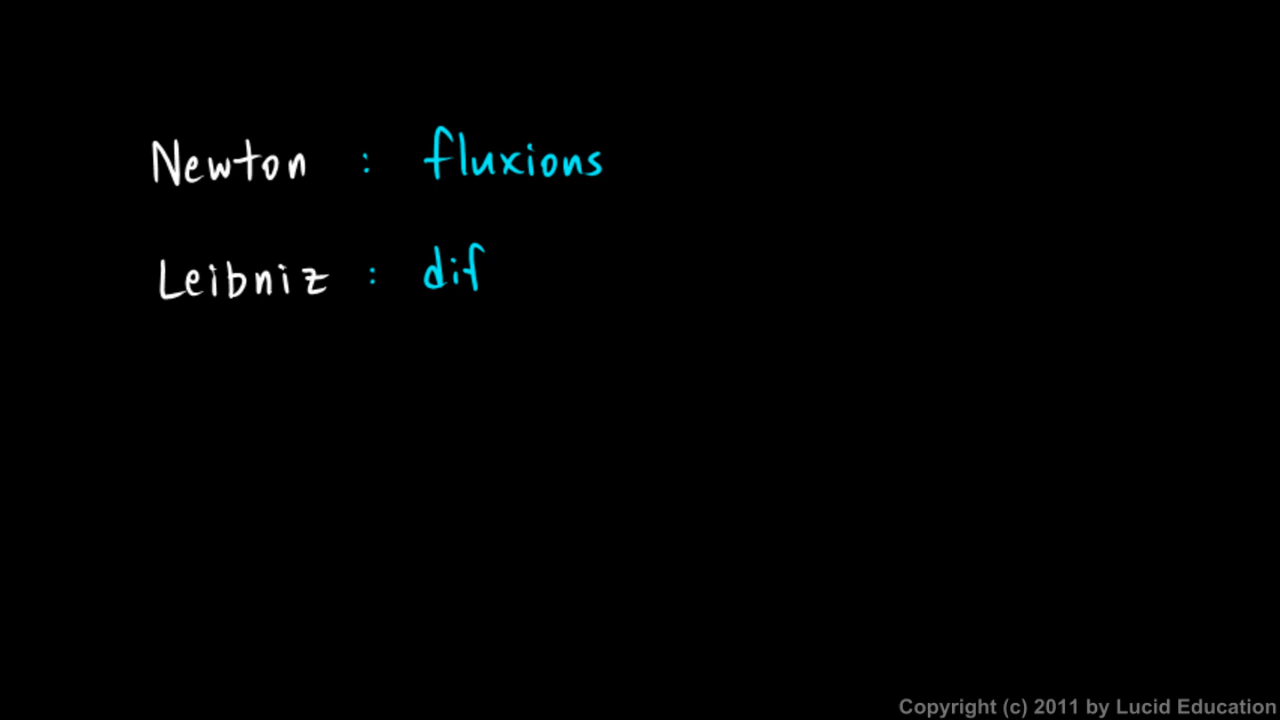 Newton : fluxions
Leibniz : dif
Copyright (c) 2011 by Lucid Education